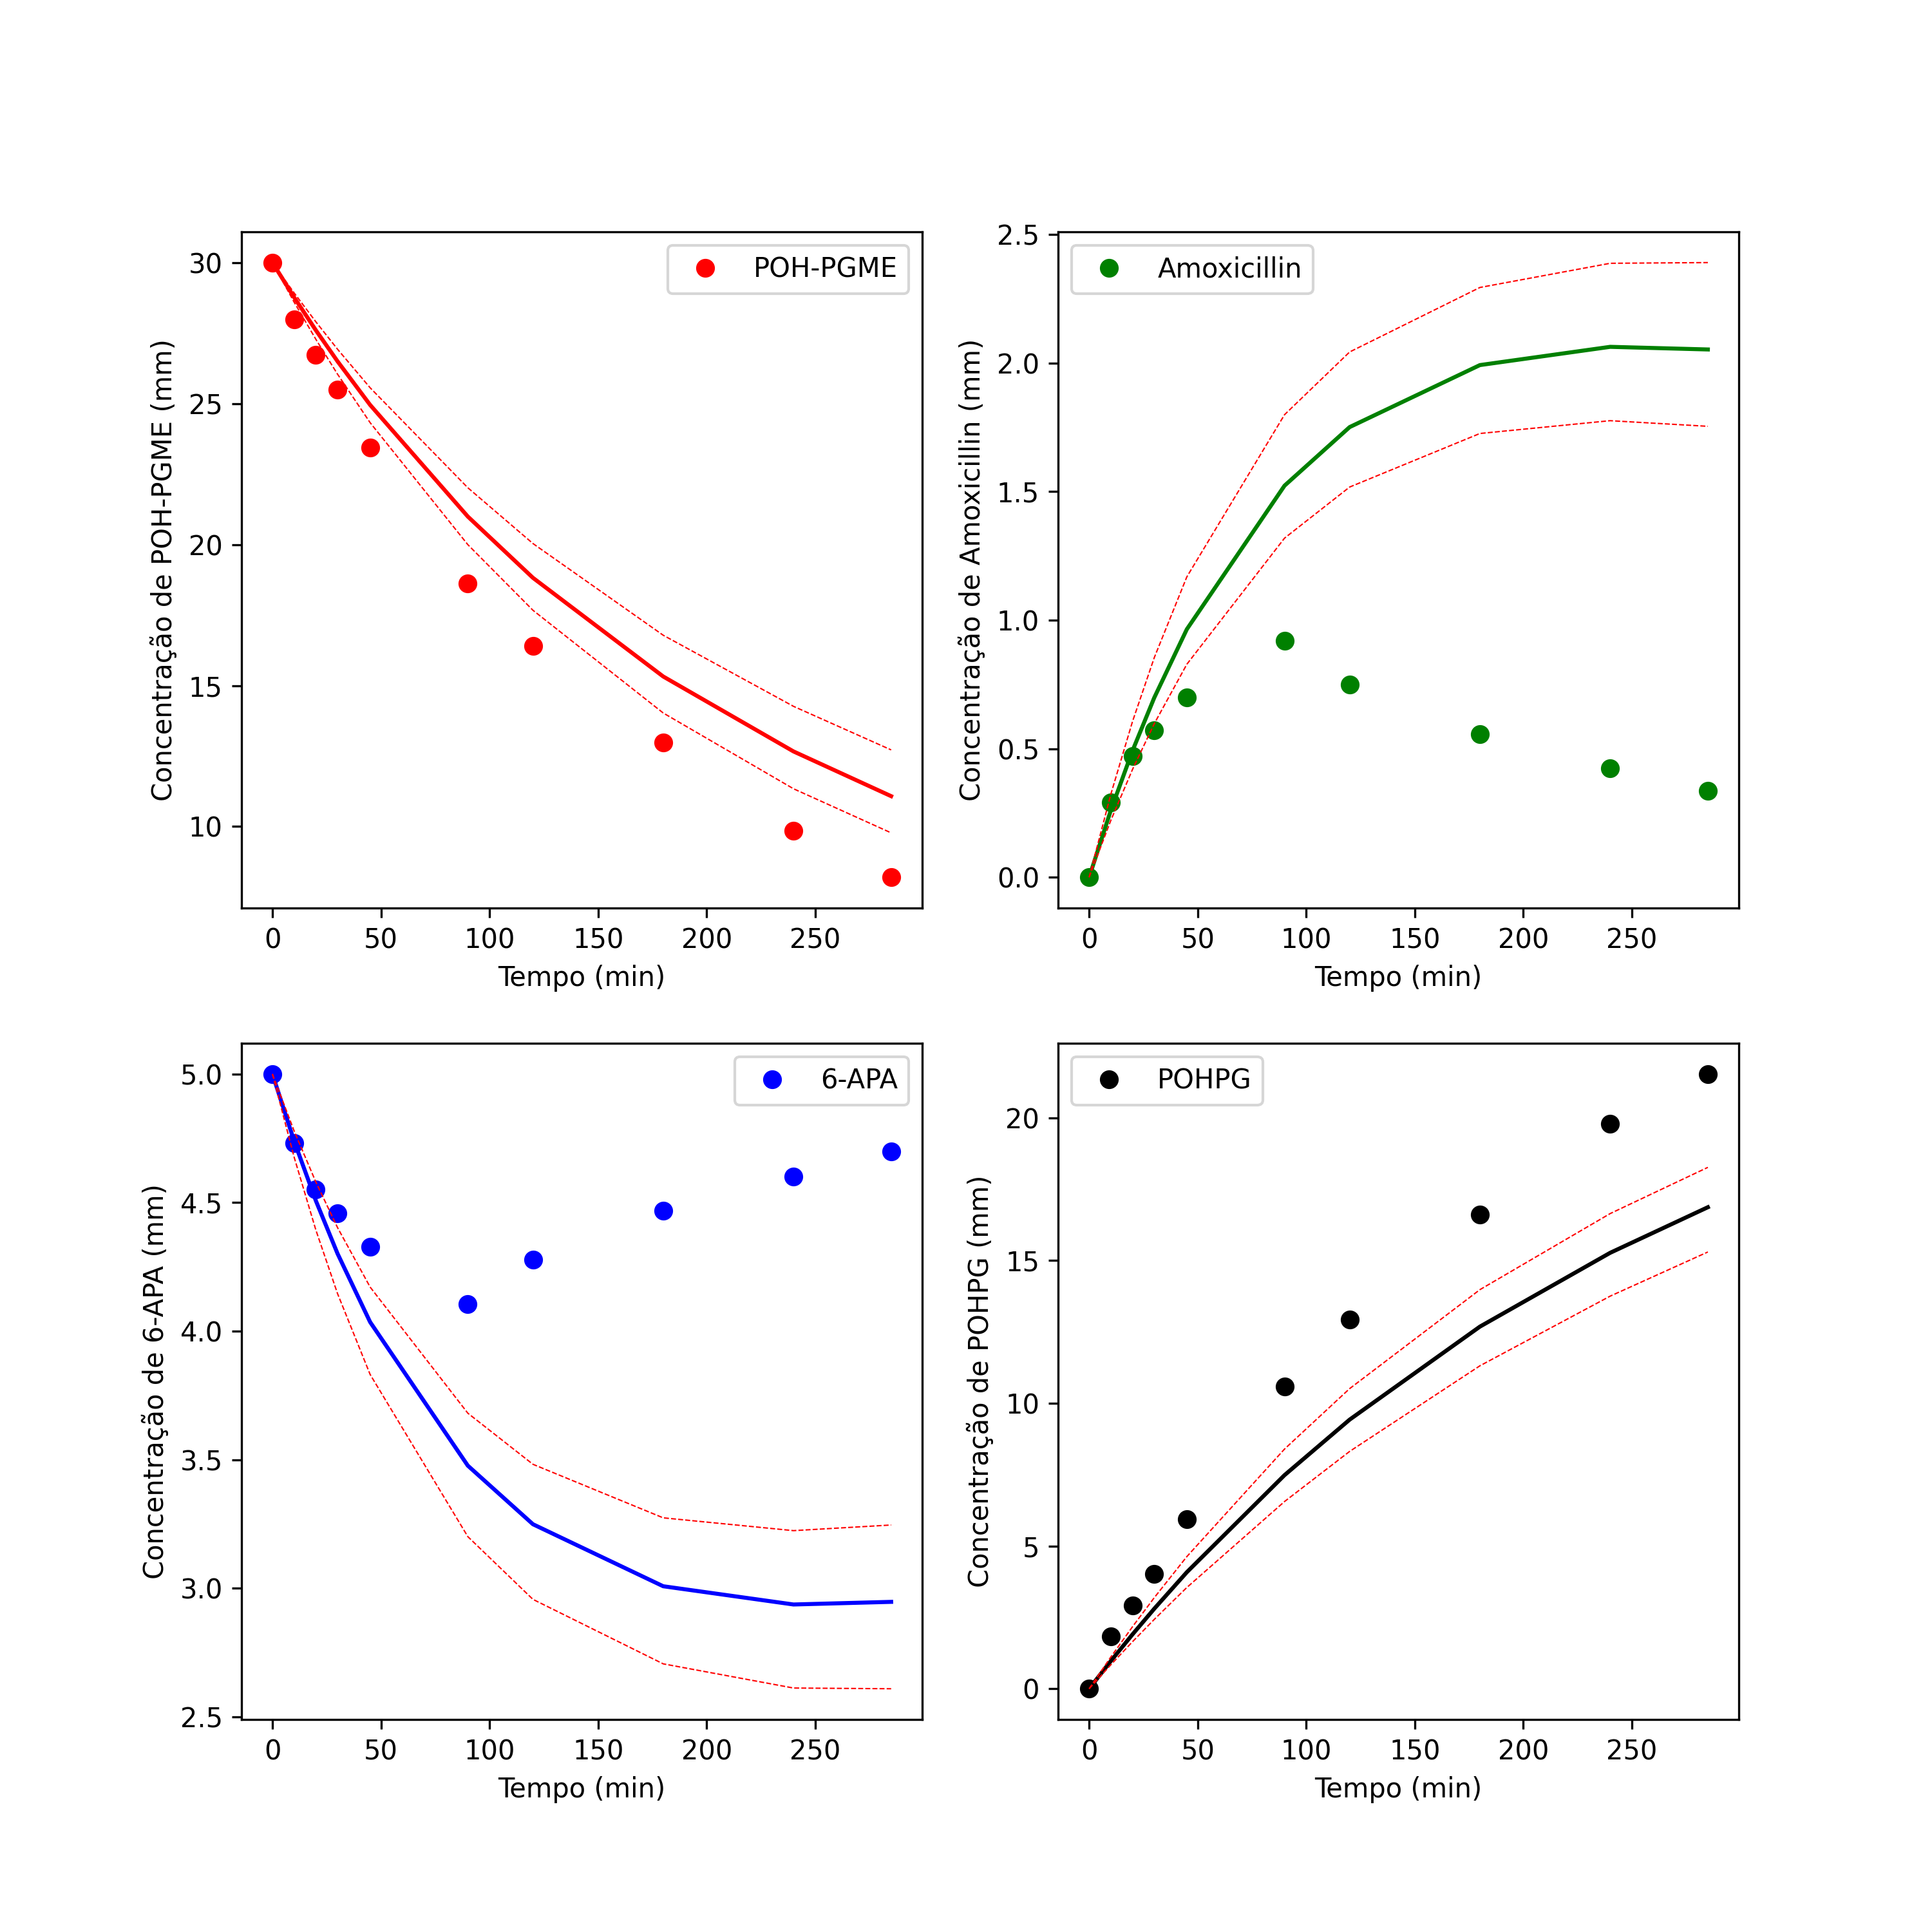 POH-PGME
Concentração de POH-PGME (mm)
30
25
20
15
10
0 50 100 150 200 250
Tempo (min)
Amoxicillin
Concentração de Amoxicillin (mm)
2.5
2.0
1.5
1.0
0.5
0.0
0 50 100 150 200 250
Tempo (min)
6-APA
Concentração de 6-APA (mm)
5.0
4.5
4.0
3.5
3.0
2.5
0 50 100 150 200 250
Tempo (min)
POHPG
Concentração de POHPG (mm)
20
15
10
5
0
0 50 100 150 200 250
Tempo (min)